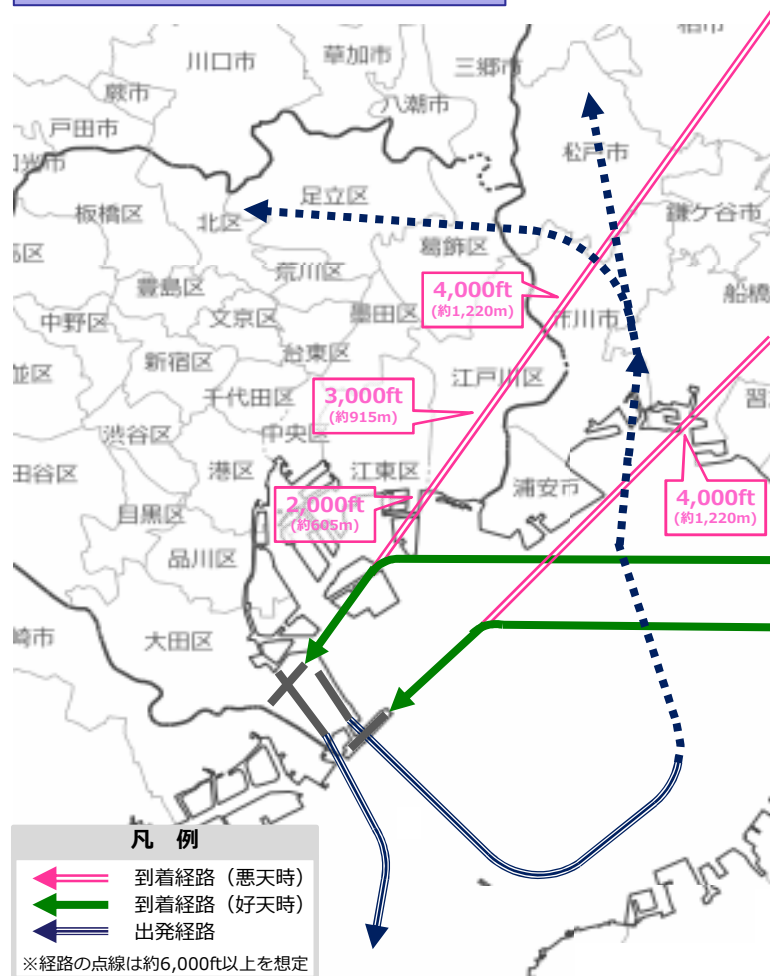 川口市
草加市
三郷市
蕨市
八潮市
戸田市
松戸市
足立区
板橋区
北区
鎌ケ谷市
葛飾区
荒川区
4,000ft
(約1,220m)
豊島区
船橋
墨田区
市川市
中野区
文京区
台東区
新宿区
江戸川区
3,000ft
(約915m)
千代田区
渋谷区
中央区
港区
江東区
田谷区
浦安市
2,000ft
(約605m)
4,000ft
(約1,220m)
目黒区
品川区
崎市
大田区
凡 例
到着経路（悪天時）
到着経路（好天時）
出発経路
※経路の点線は約6,000ft以上を想定